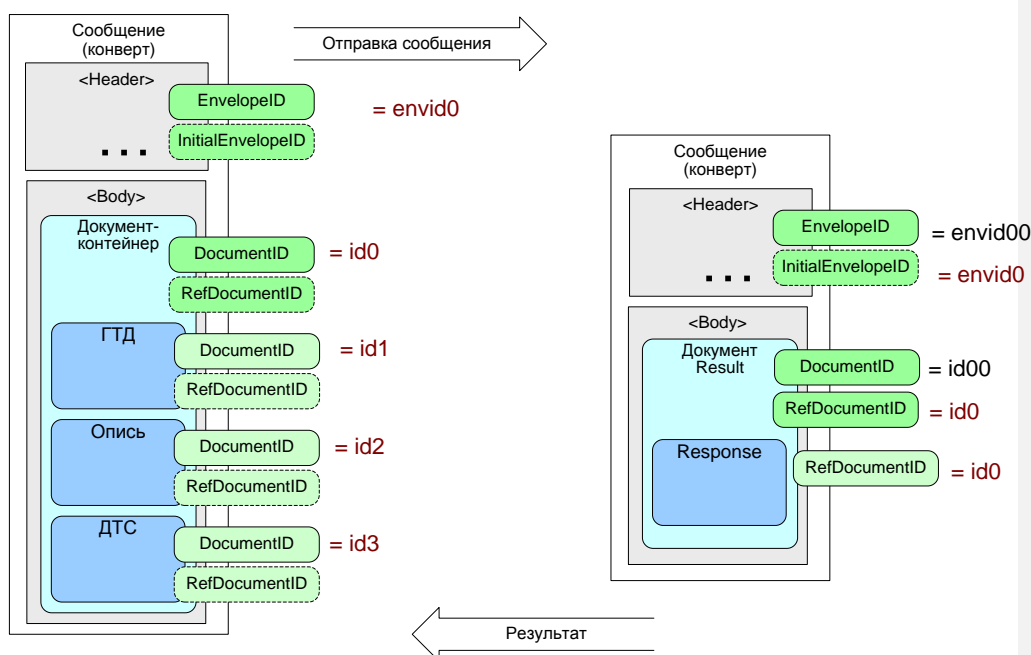 Сообщение
(конверт)
<Header>
EnvelopeID
= envid0
InitialEnvelopeID
...
<Body>
Документ-
контейнер
DocumentID
= id0
RefDocumentID
ГТД
DocumentID
= id1
RefDocumentID
Опись
DocumentID
= id2
RefDocumentID
ДТС
DocumentID
= id3
RefDocumentID
Отправка сообщения
Сообщение
(конверт)
<Header>
EnvelopeID
= envid00
InitialEnvelopeID
= envid0
...
<Body>
Документ
Result
DocumentID
= id00
RefDocumentID
= id0
Response
RefDocumentID
= id0
Результат